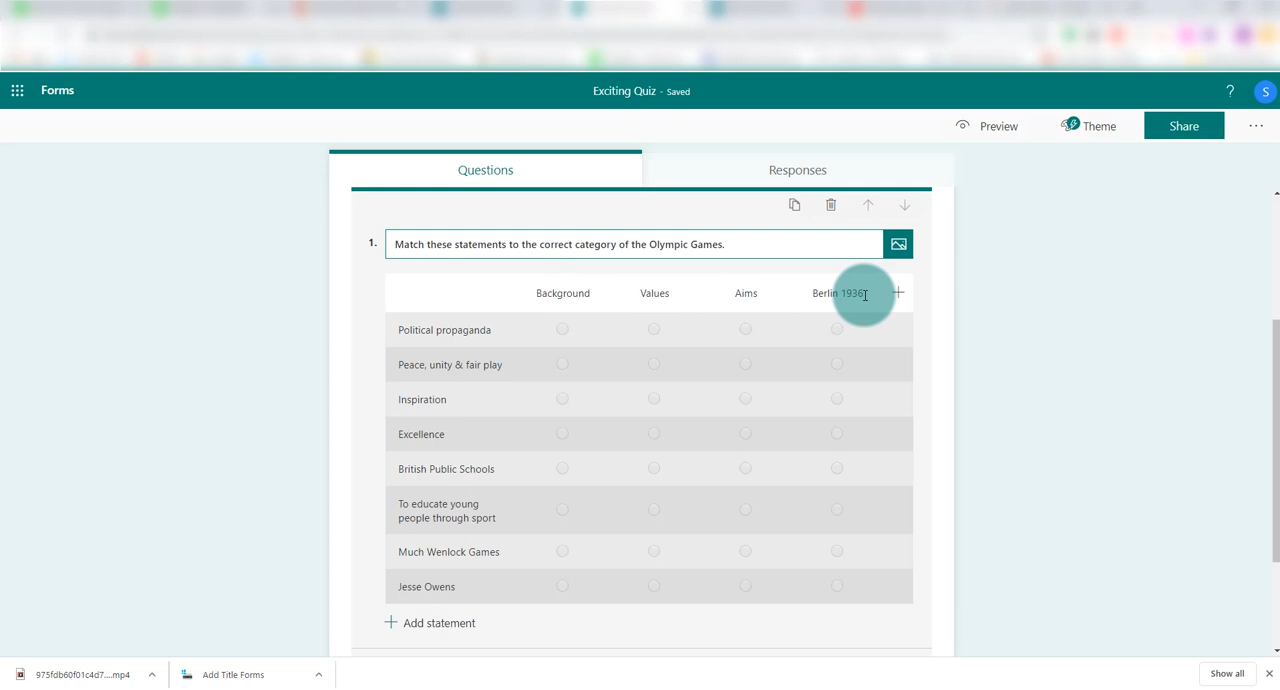 Forms
Exciting Quiz - Saved
?
S
Preview
Theme
Share
Questions
Responses
1.
Match these statements to the correct category of the Olympic Games.
Background Values Aims Berlin 1936
Political propaganda
Peace, unity & fair play
Inspiration
Excellence
British Public Schools
To educate young
people through sport
Much Wenlock Games
Jesse Owens
Add statement
975fdb60f01c4d7....mp4
Add Title Forms
Show all